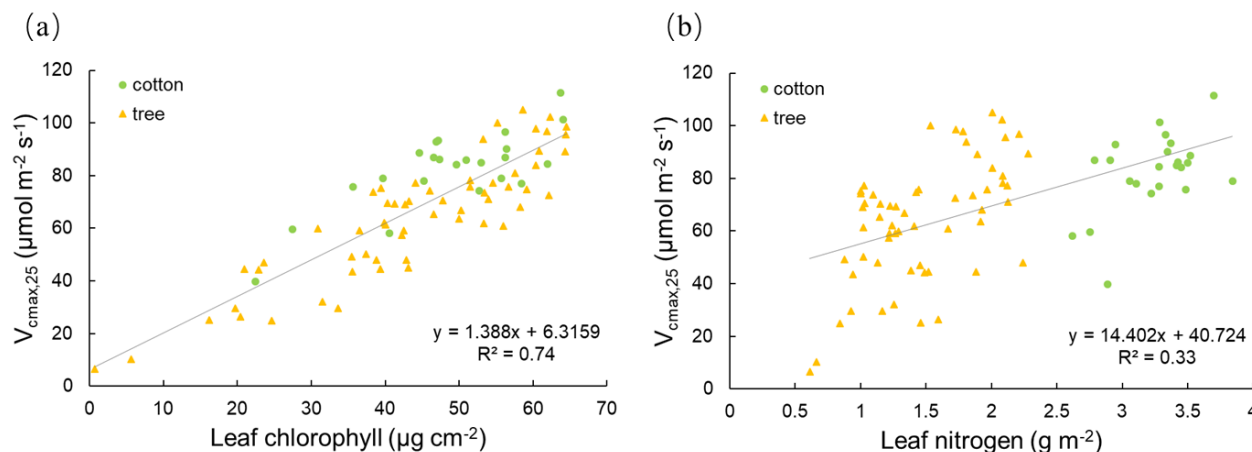 (a)
120
100
80
60
40
20
0
V_cmax,25 (μmol m⁻² s⁻¹)
cotton
tree
y = 1.388x + 6.3159
R² = 0.74
0 10 20 30 40 50 60 70
Leaf chlorophyll (μg cm⁻²)
(b)
120
100
80
60
40
20
0
V_cmax,25 (μmol m⁻² s⁻¹)
cotton
tree
y = 14.402x + 40.724
R² = 0.33
0 0.5 1 1.5 2 2.5 3 3.5 4
Leaf nitrogen (g m⁻²)